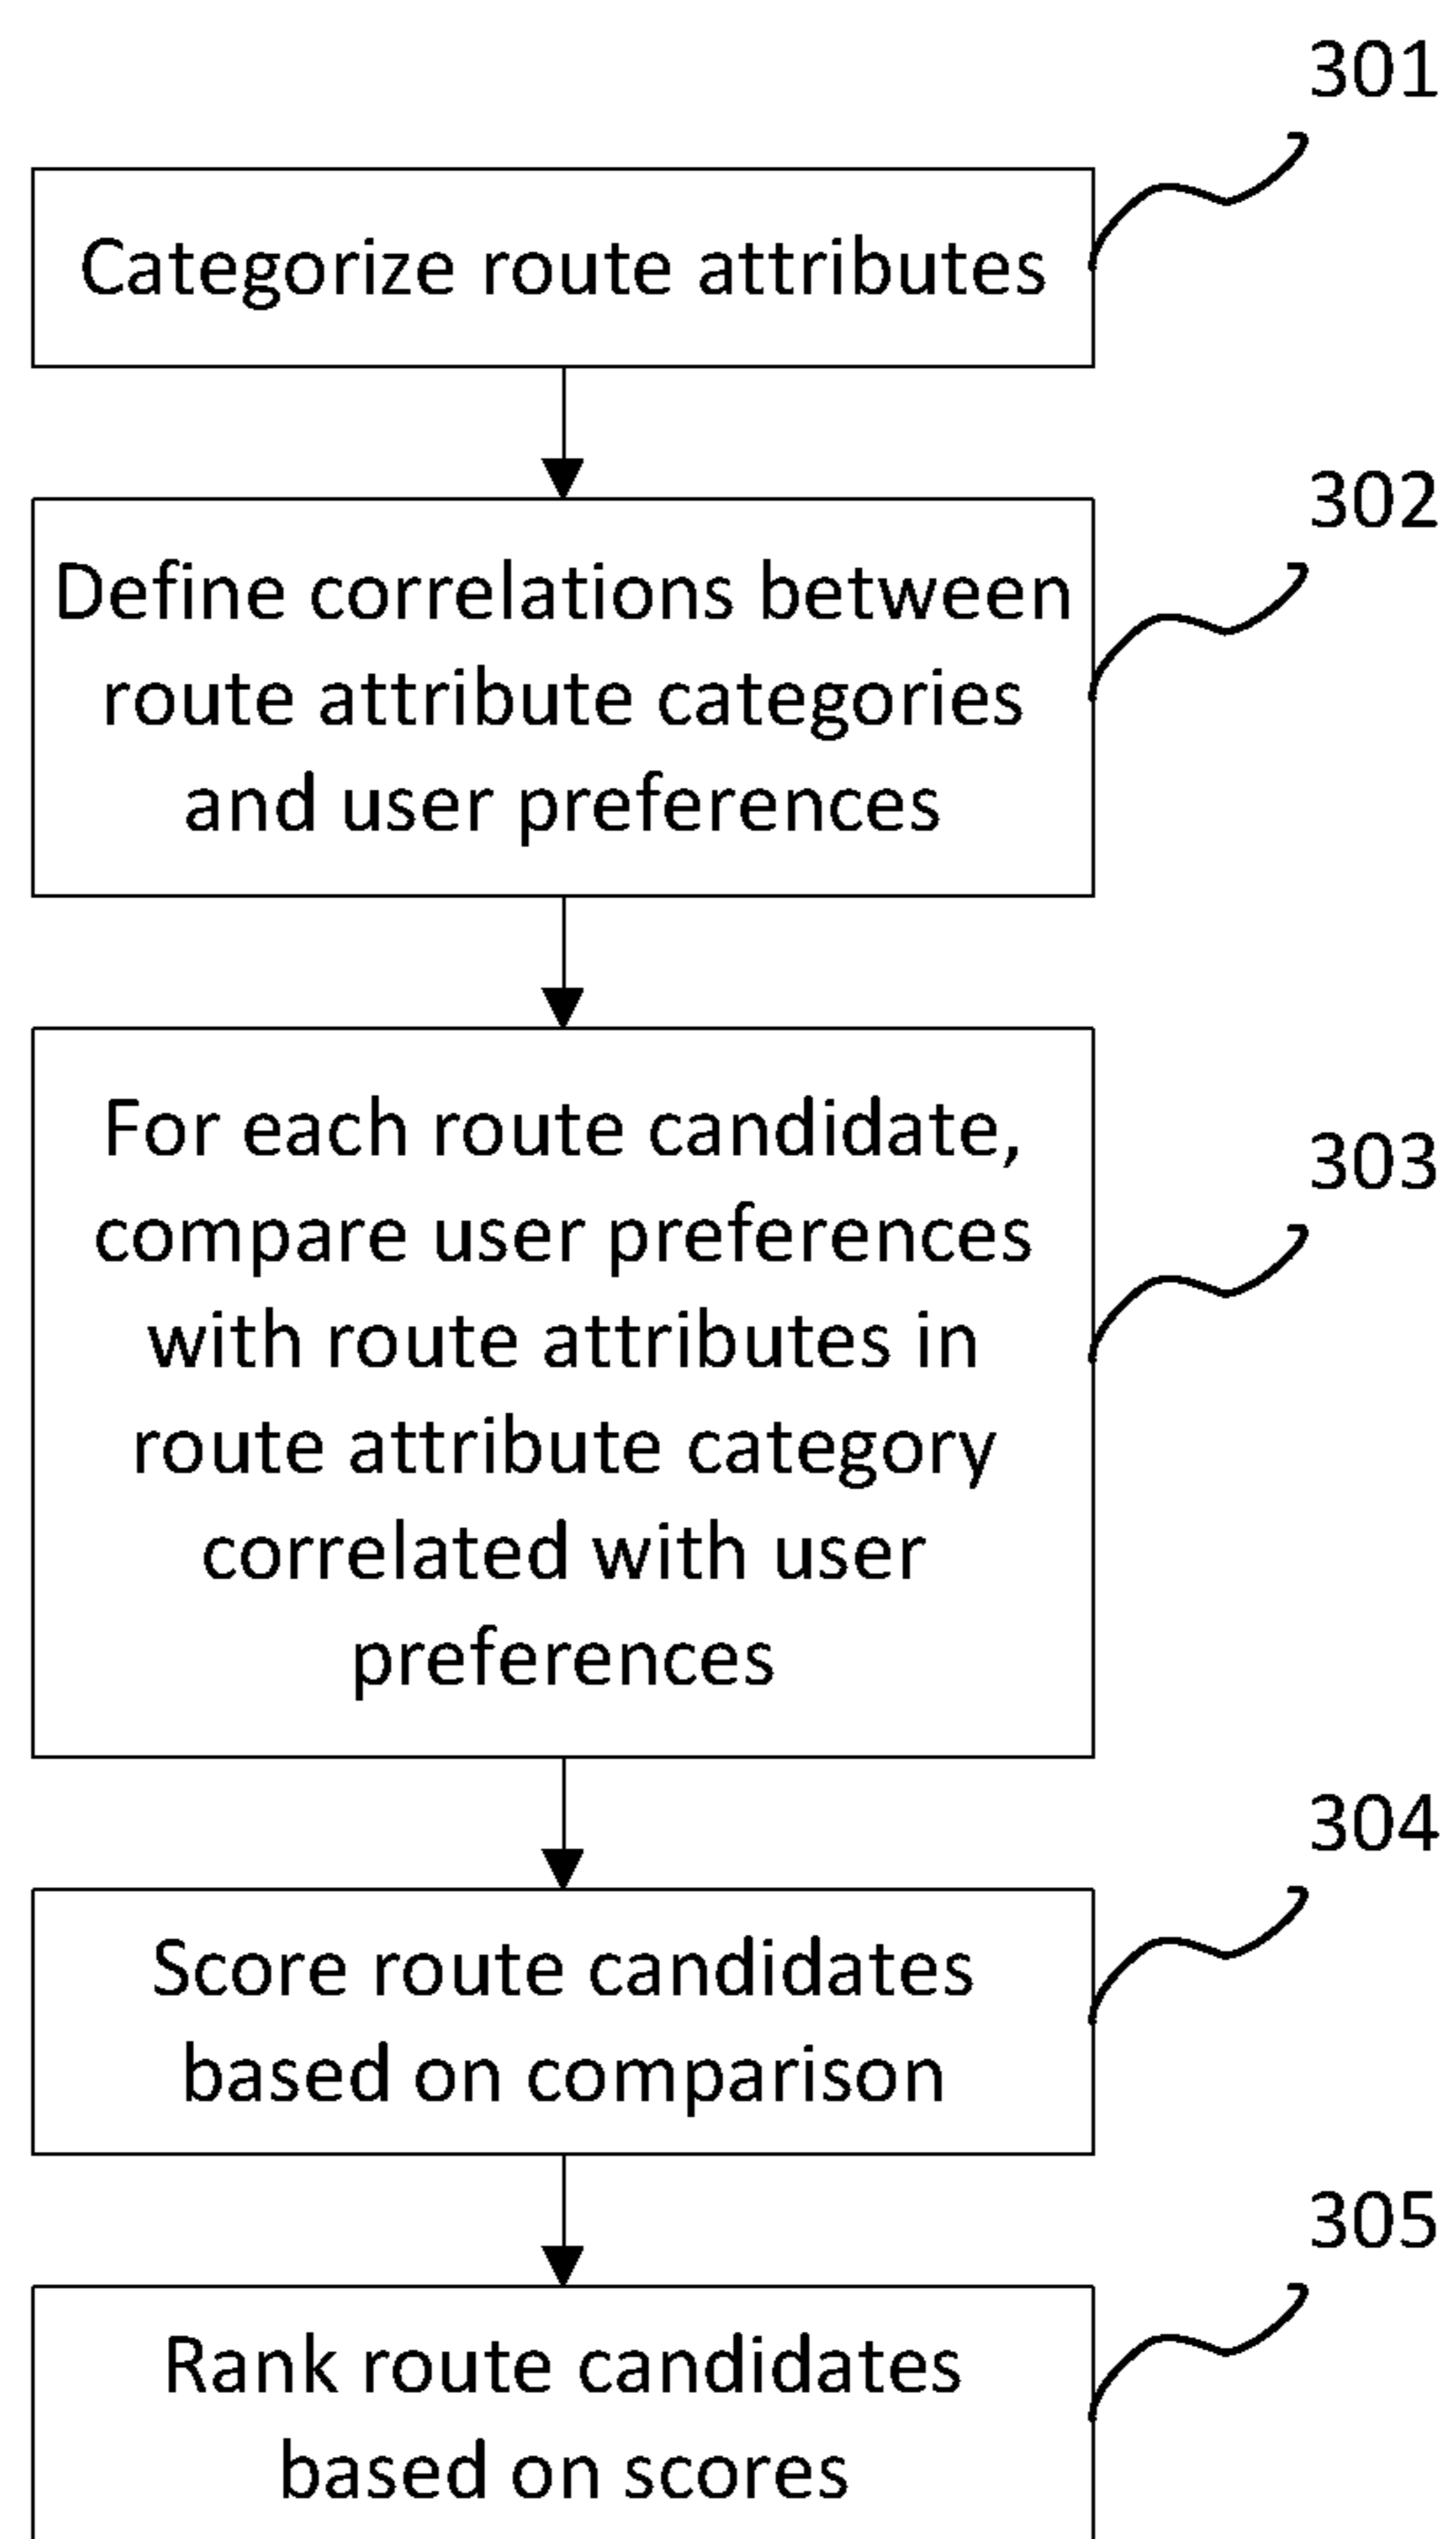 301
Categorize route attributes
302
Define correlations between
route attribute categories
and user preferences
303
For each route candidate,
compare user preferences
with route attributes in
route attribute category
correlated with user
preferences
304
Score route candidates
based on comparison
305
Rank route candidates
based on scores